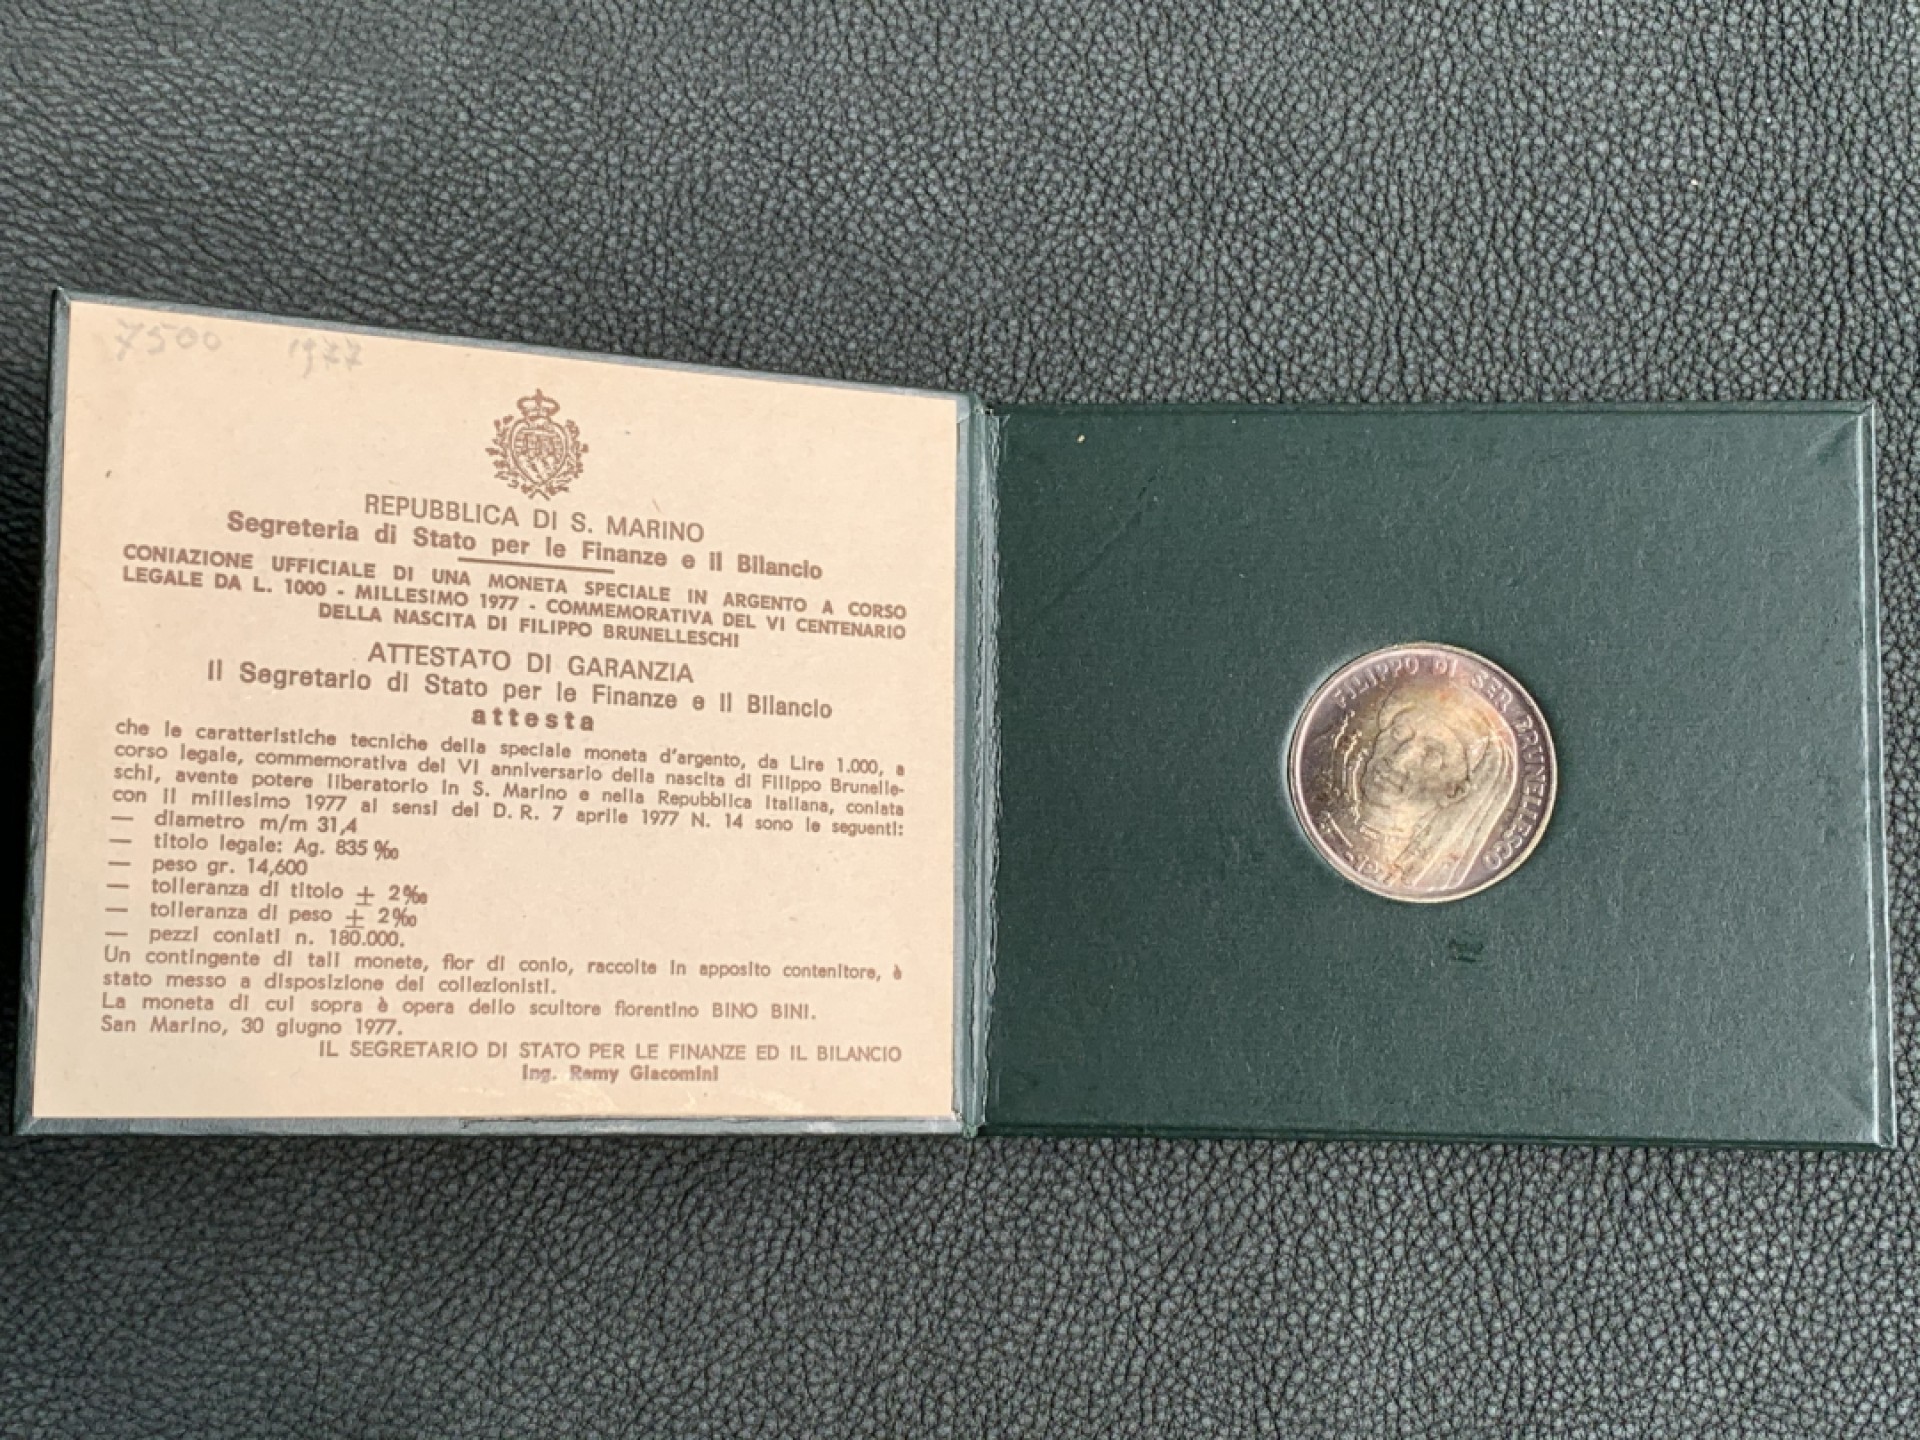 7500 1977
REPUBBLICA DI S. MARINO
Segreteria di Stato per le Finanze e il Bilancio
CONIAZIONE UFFICIALE DI UNA MONETA SPECIALE IN ARGENTO A CORSO
LEGALE DA L. 1000 - MILLESIMO 1977 - COMMEMORATIVA DEL VI CENTENARIO
DELLA NASCITA DI FILIPPO BRUNELLESCHI
ATTESTATO DI GARANZIA
Il Segretario di Stato per le Finanze e il Bilancio
attesta
che le caratteristiche tecniche della speciale moneta d'argento, da Lire 1.000, a
corso legale, commemorativa del VI anniversario della nascita di Filippo Brunelle-
schi, avente potere liberatorio in S. Marino e nella Repubblica Italiana, coniata
con il millesimo 1977 ai sensi del D. R. 7 aprile 1977 N. 14 sono le seguenti:
— diametro m/m 31,4
— titolo legale: Ag. 835 ‰
— peso gr. 14,600
— tolleranza di titolo ± 2‰
— tolleranza di peso ± 2‰
— pezzi coniati n. 180.000.
Un contingente di tali monete, fior di conio, raccolte in apposito contenitore, è
stato messo a disposizione dei collezionisti.
La moneta di cui sopra è opera dello scultore fiorentino BINO BINI.
San Marino, 30 giugno 1977.
IL SEGRETARIO DI STATO PER LE FINANZE ED IL BILANCIO
Ing. Remy Giacomini
FILIPPO DI SER BRUNELLESCO